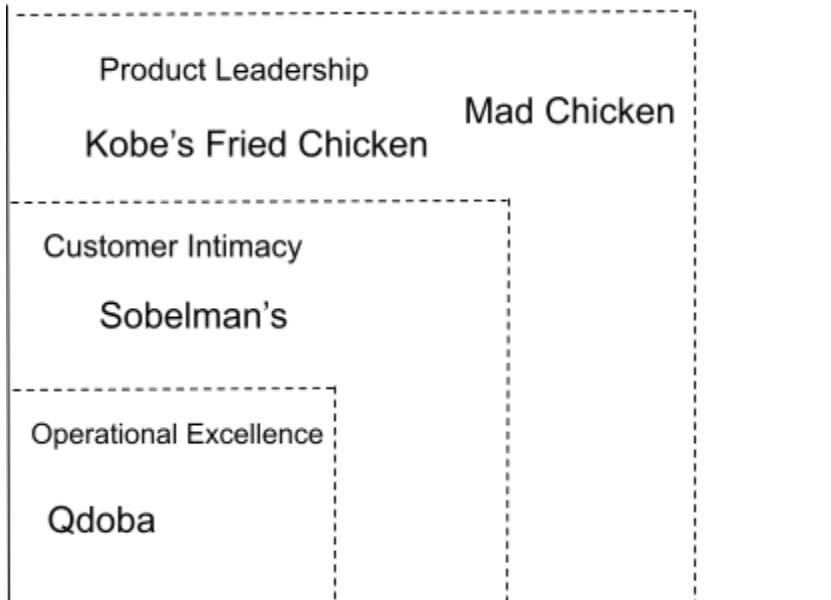 Product Leadership
Mad Chicken
Kobe’s Fried Chicken
Customer Intimacy
Sobelman’s
Operational Excellence
Qdoba